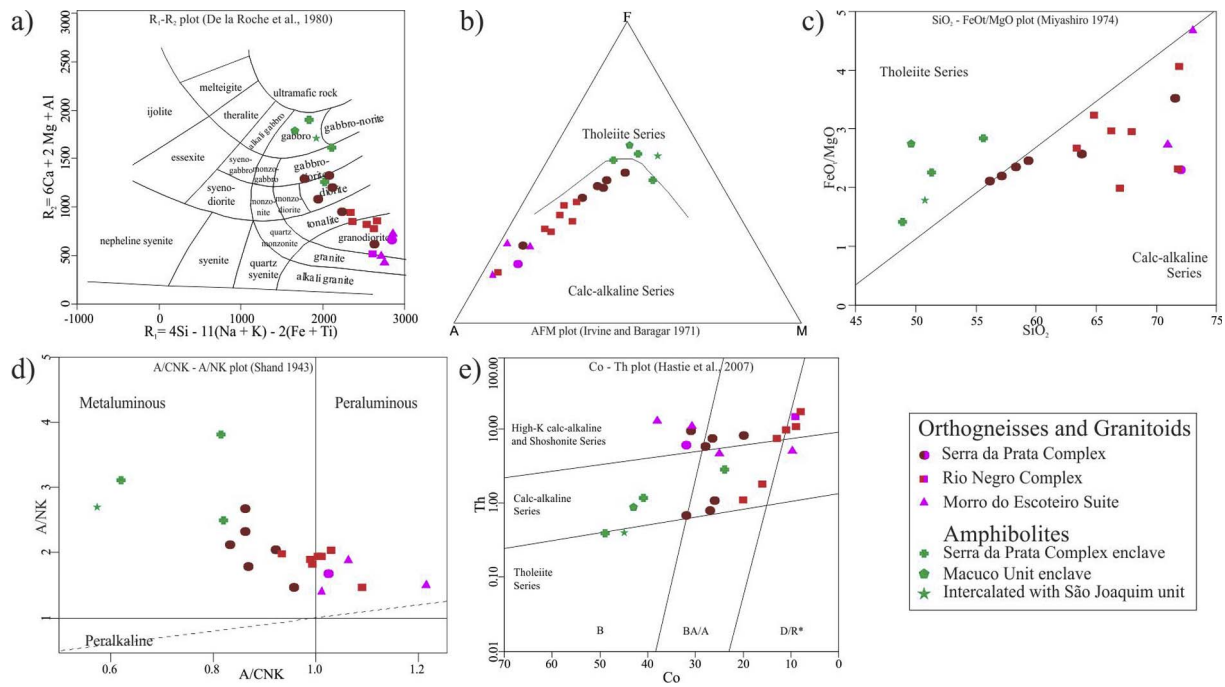 a)
R₁-R₂ plot (De la Roche et al., 1980)
R₂= 6Ca + 2 Mg + Al
3000
2500
2000
1500
1000
500
0
-1000
0
1000
2000
3000
R₁= 4Si - 11(Na + K) - 2(Fe + Ti)
melteigite
ultramafic rock
ijolite
theralite
alkali gabbro
gabbro
gabbro-norite
essexite
syeno-
gabbro
monzo-
gabbro
gabbro-
diorite
syeno-
diorite
monzo-
nite
monzo-
diorite
diorite
tonalite
nepheline syenite
quartz
monzonite
granodiorite
syenite
quartz
syenite
granite
alkali granite
b)
F
Tholeiite Series
Calc-alkaline Series
A
AFM plot (Irvine and Baragar 1971)
M
c)
SiO₂ - FeOt/MgO plot (Miyashiro 1974)
Tholeiite Series
Calc-alkaline
Series
FeOₜ/MgO
5
4
3
2
1
0
45
50
55
60
65
70
75
SiO₂
d)
A/CNK - A/NK plot (Shand 1943)
Metaluminous
Peraluminous
Peralkaline
A/NK
5
4
3
2
1
0.6
0.8
1.0
1.2
A/CNK
e)
Co - Th plot (Hastie et al., 2007)
High-K calc-alkaline
and Shoshonite Series
Calc-alkaline
Series
Tholeiite
Series
B
BA/A
D/R*
Th
100.00
10.00
1.00
0.10
0.01
70
60
50
40
30
20
10
0
Co
Orthogneisses and Granitoids
Serra da Prata Complex
Rio Negro Complex
Morro do Escoteiro Suite
Amphibolites
Serra da Prata Complex enclave
Macuco Unit enclave
Intercalated with São Joaquim unit